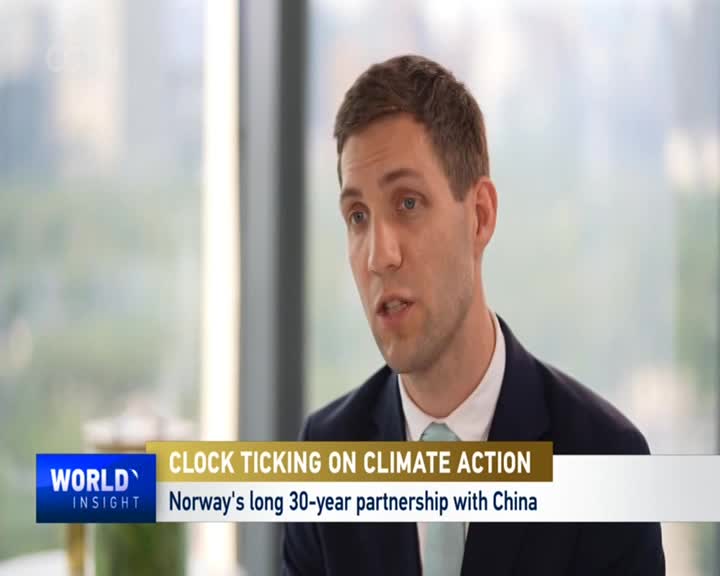 CLOCK TICKING ON CLIMATE ACTION
WORLD
INSIGHT
Norway's long 30-year partnership with China